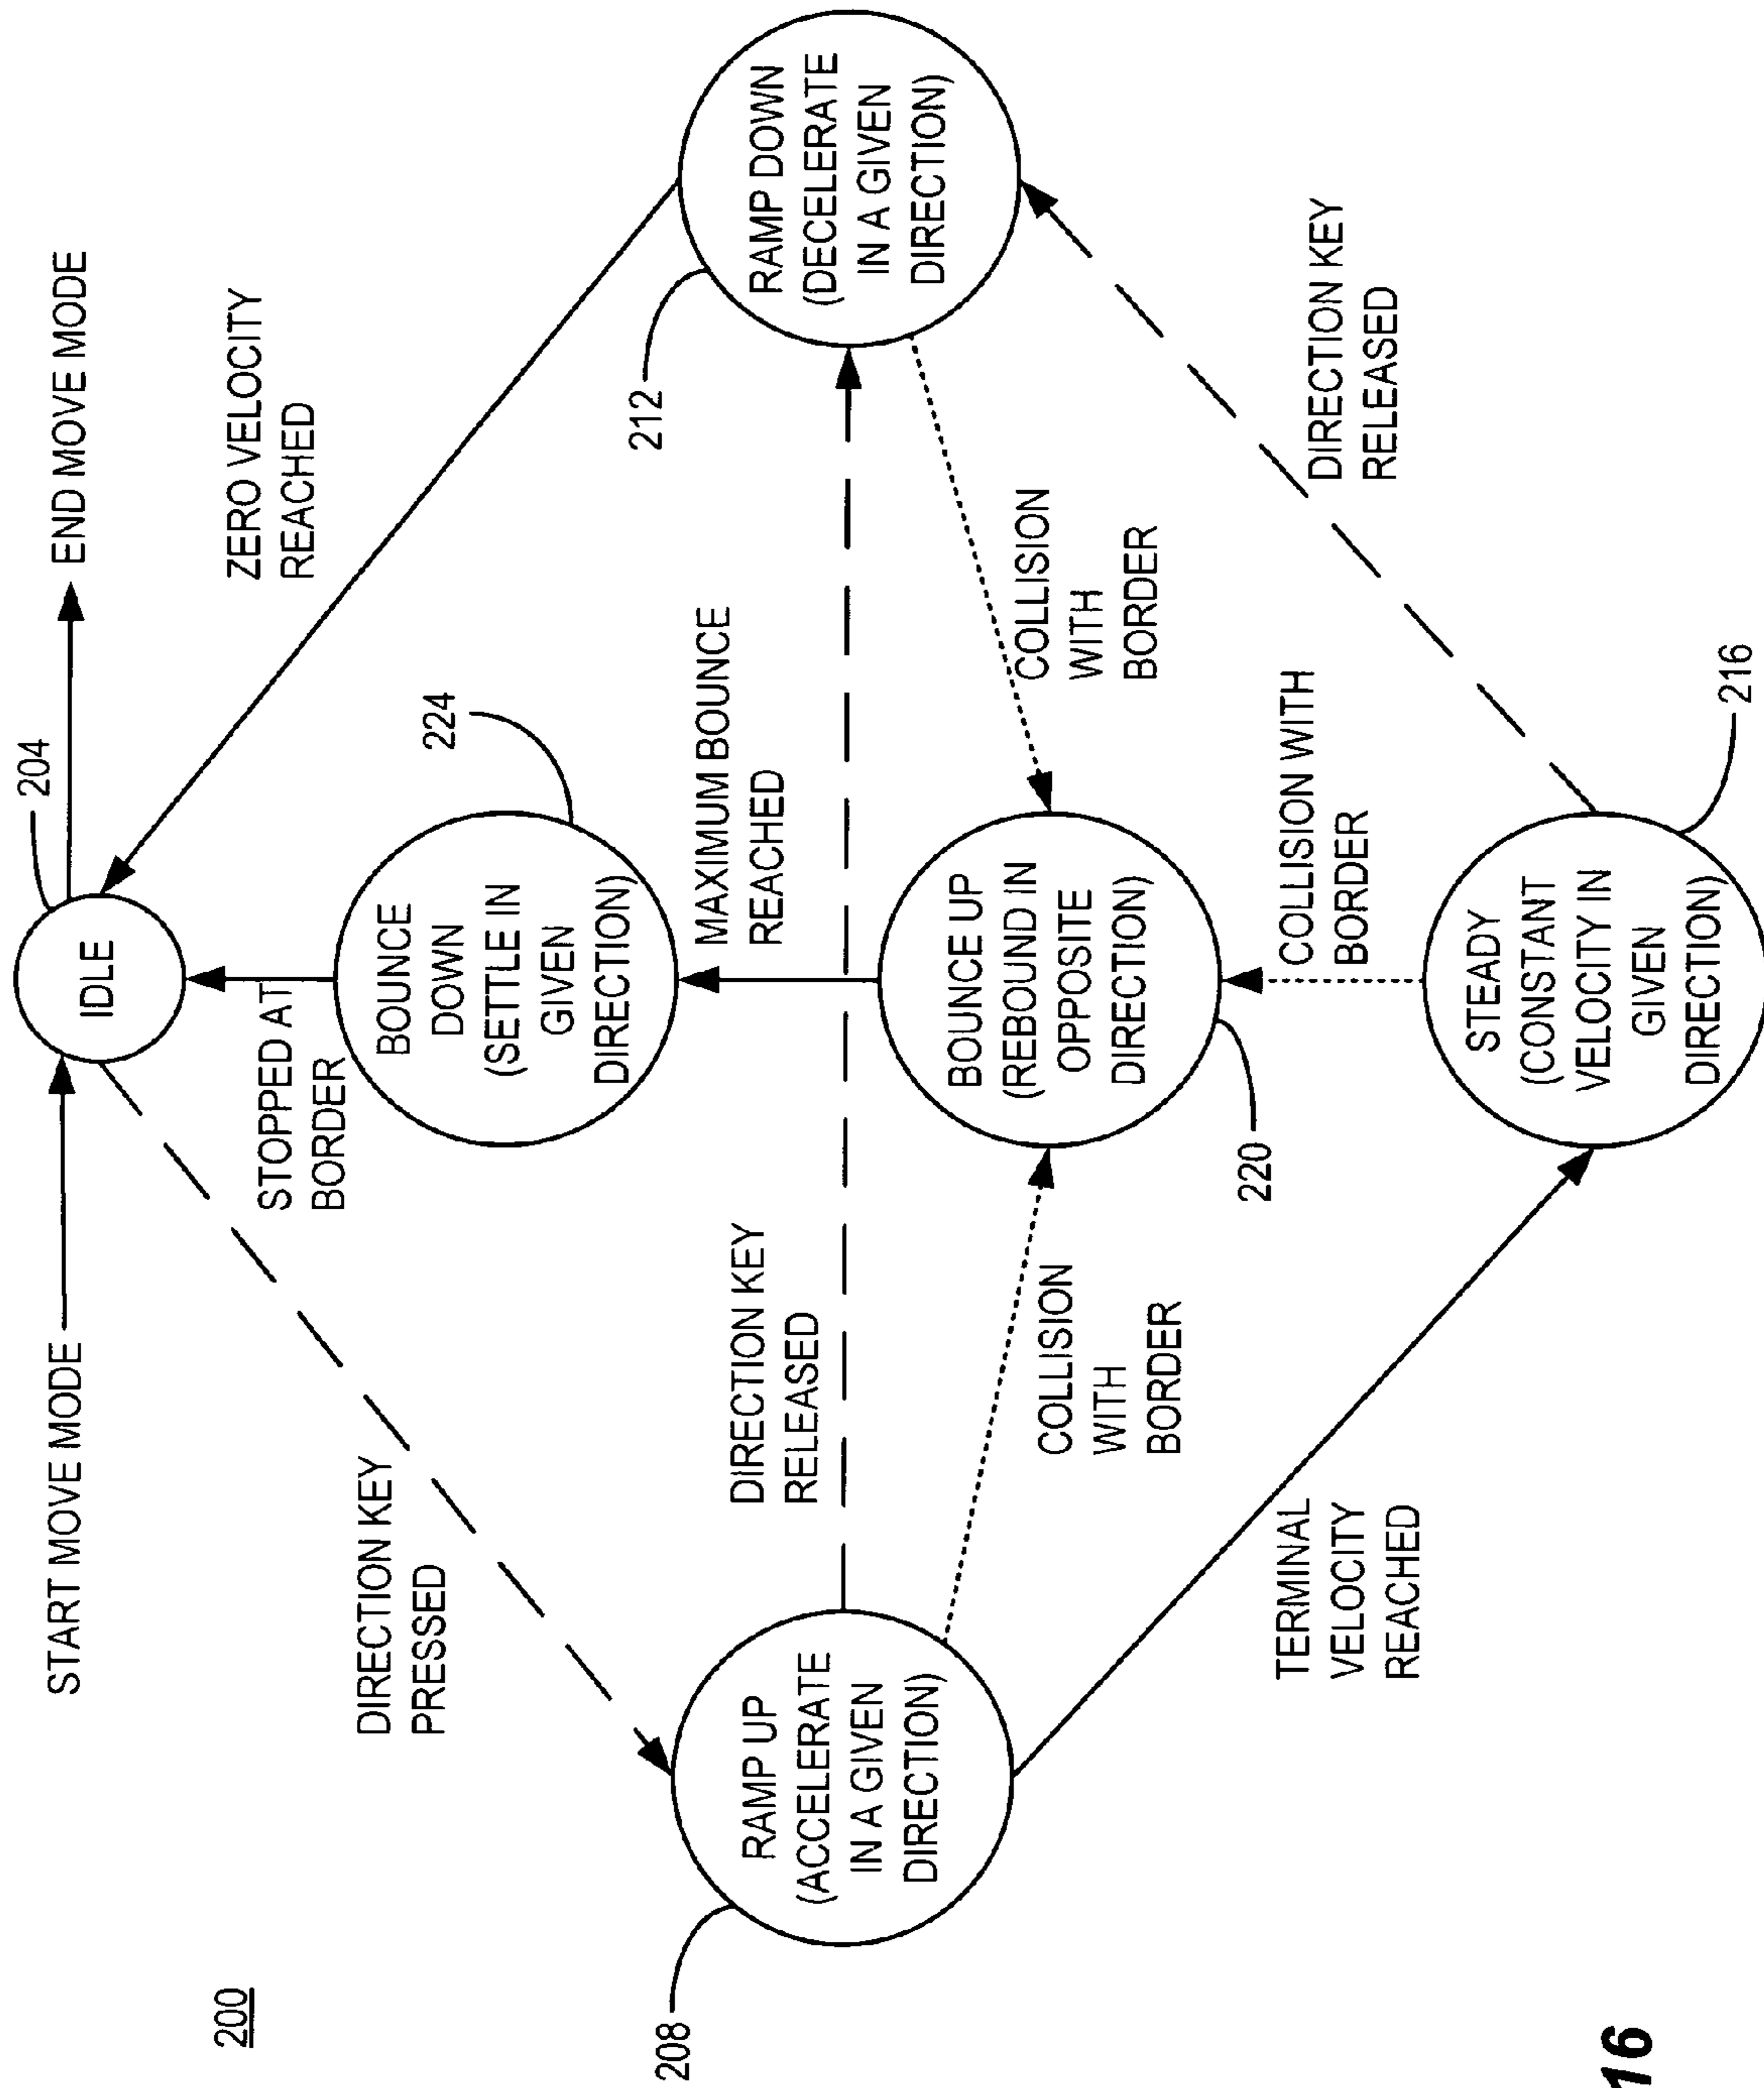 200
START MOVE MODE
204
END MOVE MODE
IDLE
DIRECTION KEY
PRESSED
STOPPED AT
BORDER
ZERO VELOCITY
REACHED
BOUNCE
DOWN
(SETTLE IN
GIVEN
DIRECTION)
224
208
RAMP UP
(ACCELERATE
IN A GIVEN
DIRECTION)
DIRECTION KEY
RELEASED
MAXIMUM BOUNCE
REACHED
212
RAMP DOWN
(DECELERATE
IN A GIVEN
DIRECTION)
COLLISION
WITH
BORDER
BOUNCE UP
(REBOUND IN
OPPOSITE
DIRECTION)
220
COLLISION
WITH
BORDER
TERMINAL
VELOCITY
REACHED
COLLISION WITH
BORDER
DIRECTION KEY
RELEASED
STEADY
(CONSTANT
VELOCITY IN
GIVEN
DIRECTION)
216
16